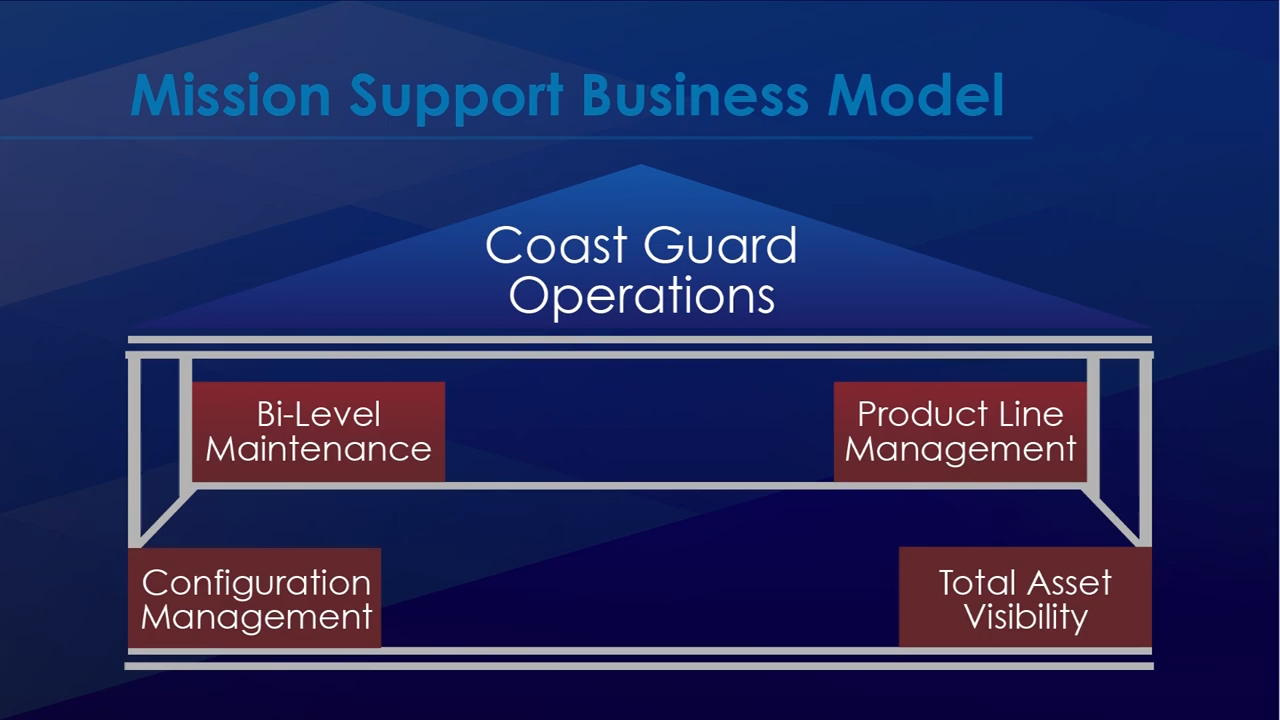 Mission Support Business Model
Coast Guard
Operations
Bi-Level
Maintenance
Product Line
Management
Configuration
Management
Total Asset
Visibility